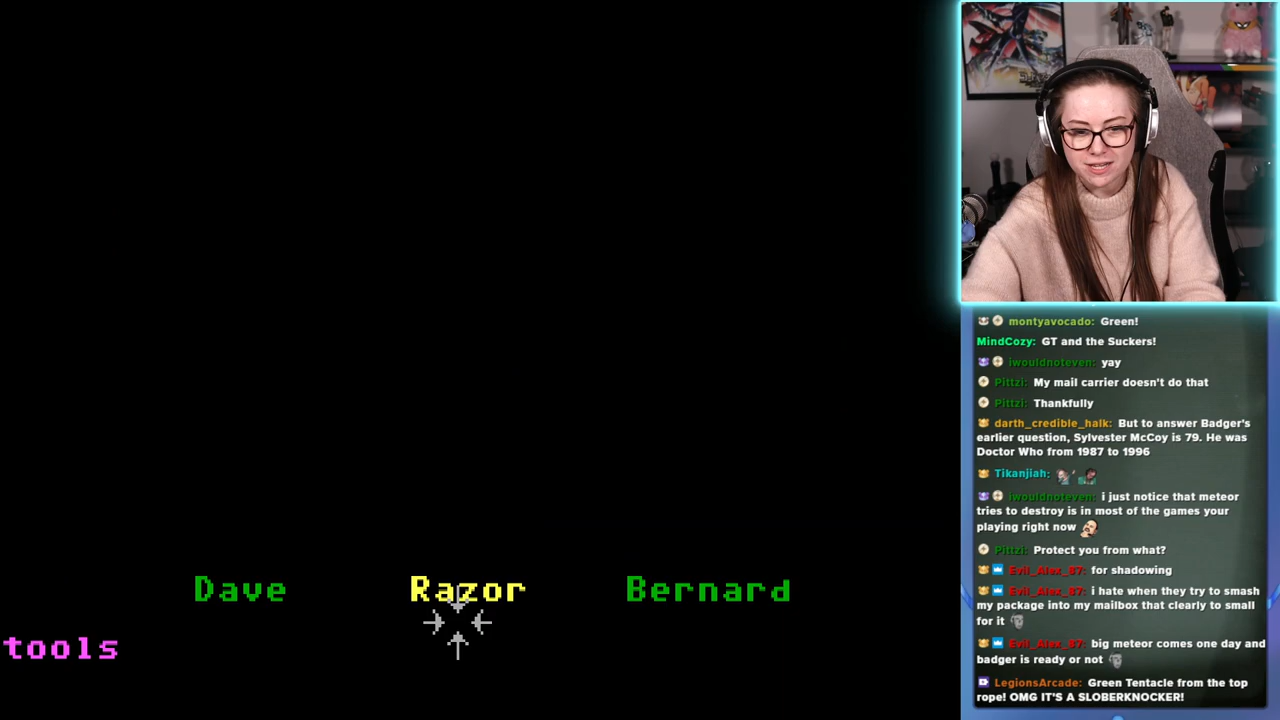 Dave Razor Bernard
tools
montyavocado: Green!
MindCozy: GT and the Suckers!
iwouldnoteven: yay
Pittzi: My mail carrier doesn't do that
Pittzi: Thankfully
darth_credible_halk: But to answer Badger's
earlier question, Sylvester McCoy is 79. He was
Doctor Who from 1987 to 1996
Tikanjiah:
iwouldnoteven: i just notice that meteor
tries to destroy is in most of the games your
playing right now
Pittzi: Protect you from what?
Evil_Alex_87: for shadowing
Evil_Alex_87: i hate when they try to smash
my package into my mailbox that clearly to small
for it
Evil_Alex_87: big meteor comes one day and
badger is ready or not
LegionsArcade: Green Tentacle from the top
rope! OMG IT'S A SLOBERKNOCKER!